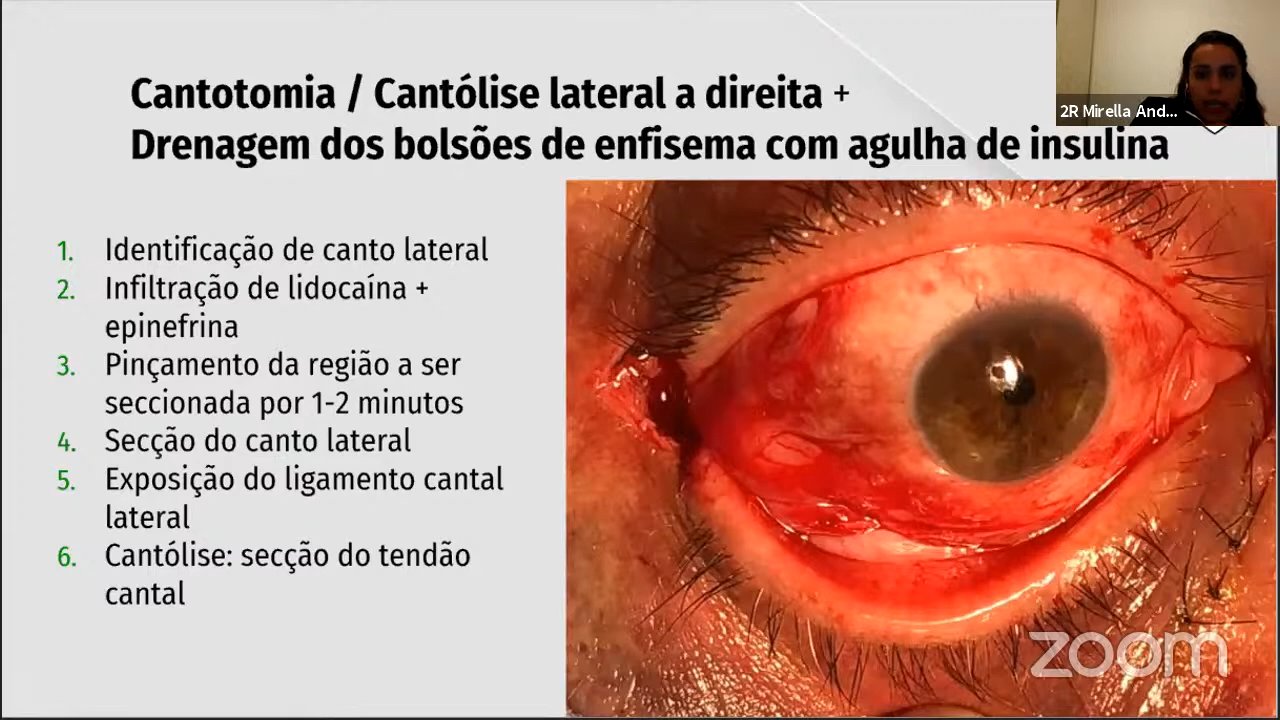 Cantotomia / Cantólise lateral a direita +
Drenagem dos bolsões de enfisema com agulha de insulina
2R Mirella And...
1. Identificação de canto lateral
2. Infiltração de lidocaína +
epinefrina
3. Pinçamento da região a ser
seccionada por 1-2 minutos
4. Secção do canto lateral
5. Exposição do ligamento cantal
lateral
6. Cantólise: secção do tendão
cantal
zoom